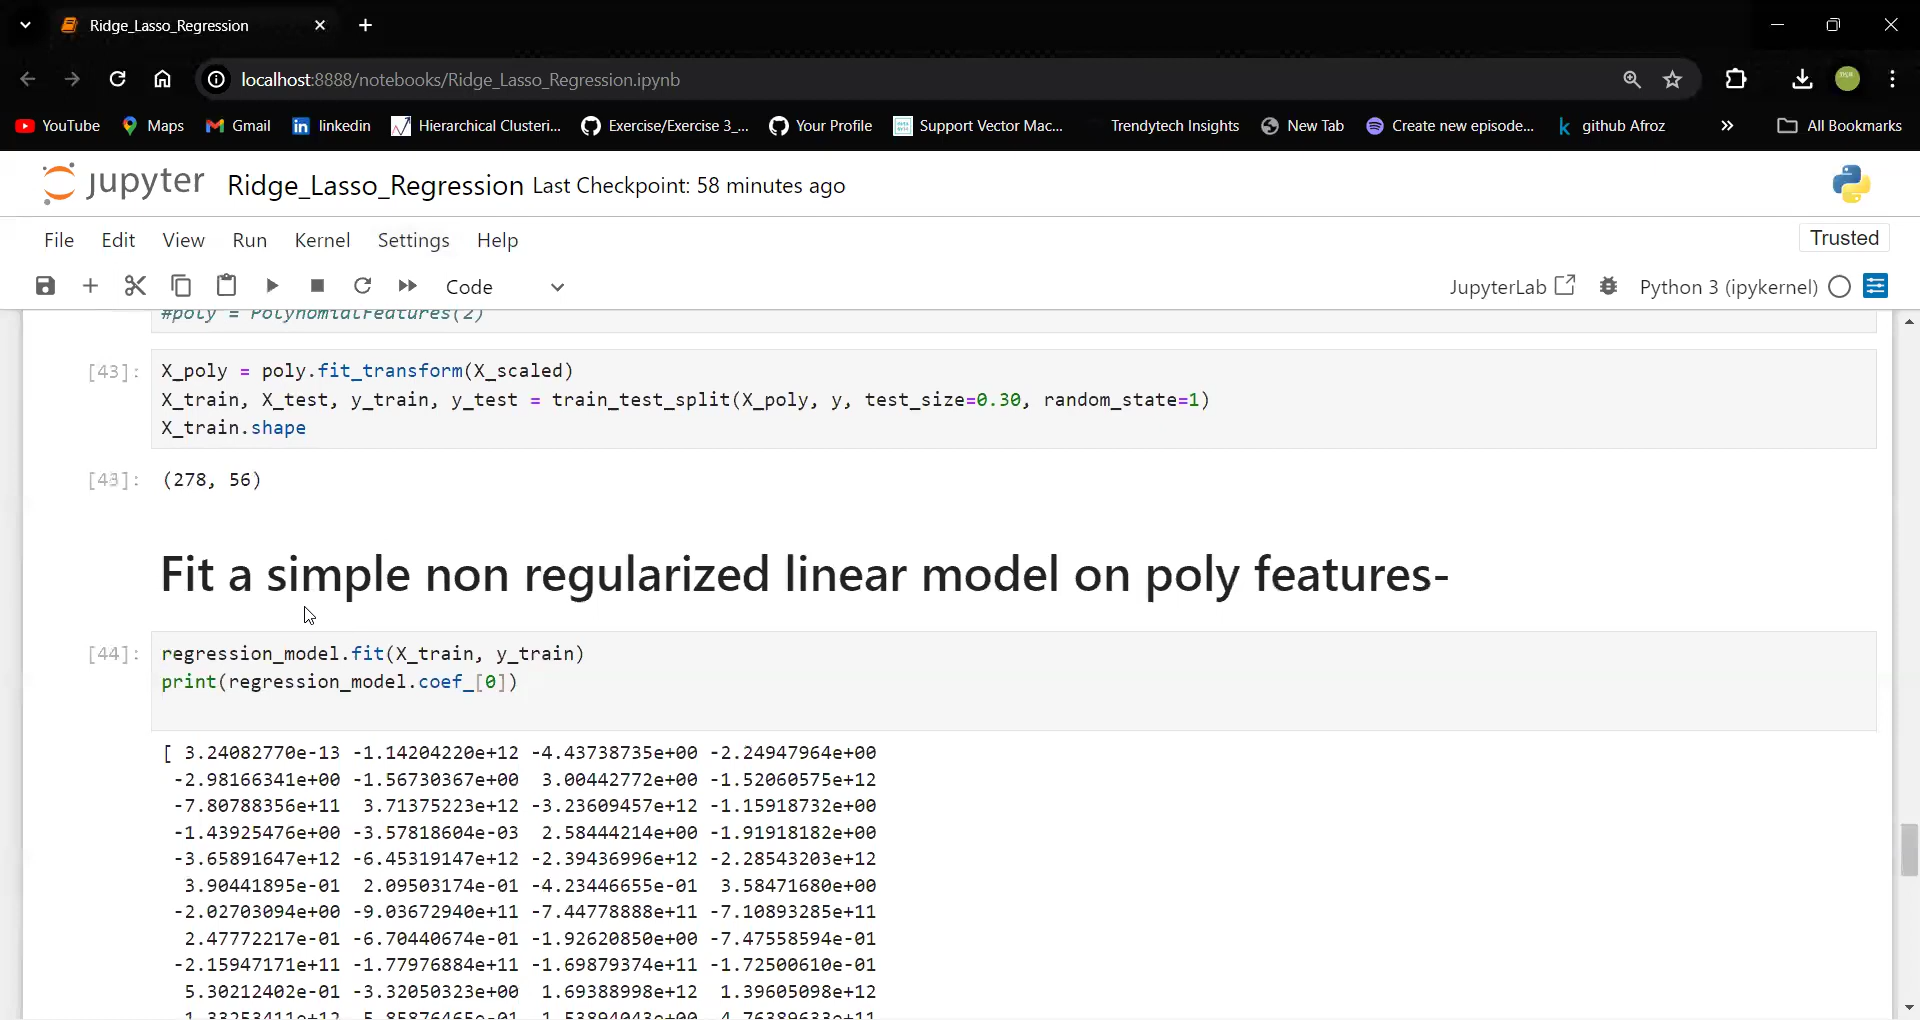 Ridge_Lasso_Regression
localhost:8888/notebooks/Ridge_Lasso_Regression.ipynb
YouTube Maps Gmail linkedin Hierarchical Clusteri... Exercise/Exercise 3_... Your Profile Support Vector Mac... Trendytech Insights New Tab Create new episode... github Afroz » All Bookmarks
jupyter Ridge_Lasso_Regression Last Checkpoint: 58 minutes ago
File Edit View Run Kernel Settings Help Trusted
Code JupyterLab Python 3 (ipykernel)
#poly = PolynomialFeatures(2)
[43]: X_poly = poly.fit_transform(X_scaled)
X_train, X_test, y_train, y_test = train_test_split(X_poly, y, test_size=0.30, random_state=1)
X_train.shape
[43]: (278, 56)
Fit a simple non regularized linear model on poly features-
[44]: regression_model.fit(X_train, y_train)
print(regression_model.coef_[0])
[ 3.24082770e-13 -1.14204220e+12 -4.43738735e+00 -2.24947964e+00
-2.98166341e+00 -1.56730367e+00 3.00442772e+00 -1.52060575e+12
-7.80788356e+11 3.71375223e+12 -3.23609457e+12 -1.15918732e+00
-1.43925476e+00 -3.57818604e-03 2.58444214e+00 -1.91918182e+00
-3.65891647e+12 -6.45319147e+12 -2.39436996e+12 -2.28543203e+12
3.90441895e-01 2.09503174e-01 -4.23446655e-01 3.58471680e+00
-2.02703094e+00 -9.03672940e+11 -7.44778888e+11 -7.10893285e+11
2.47772217e-01 -6.70440674e-01 -1.92620850e+00 -7.47558594e-01
-2.15947171e+11 -1.77976884e+11 -1.69879374e+11 -1.72500610e-01
5.30212402e-01 -3.32050323e+00 1.69388998e+12 1.39605098e+12